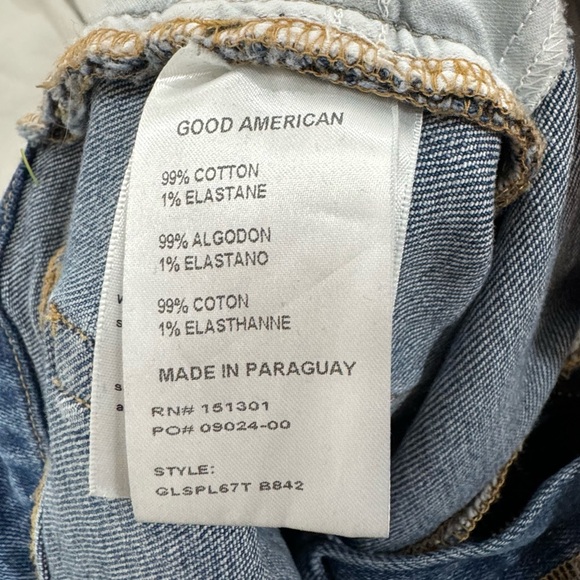 GOOD AMERICAN
99% COTTON
1% ELASTANE
99% ALGODON
1% ELASTANO
99% COTON
1% ELASTHANNE
MADE IN PARAGUAY
RN# 151301
PO# 09024-00
STYLE:
GLSPL67T B842